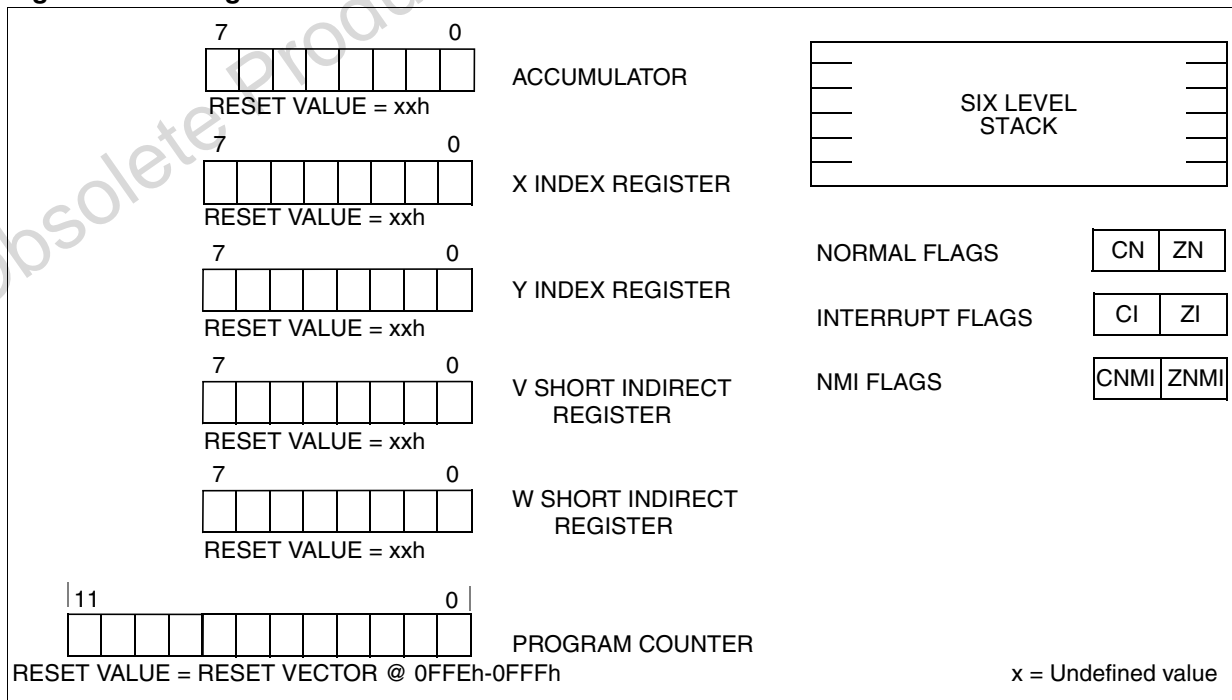 7 0
ACCUMULATOR
RESET VALUE = xxh
7 0
X INDEX REGISTER
RESET VALUE = xxh
7 0
Y INDEX REGISTER
RESET VALUE = xxh
7 0
V SHORT INDIRECT
REGISTER
RESET VALUE = xxh
7 0
W SHORT INDIRECT
REGISTER
RESET VALUE = xxh
11 0
PROGRAM COUNTER
RESET VALUE = RESET VECTOR @ 0FFEh-0FFFh
SIX LEVEL
STACK
NORMAL FLAGS CN ZN
INTERRUPT FLAGS CI ZI
NMI FLAGS CNMI ZNMI
x = Undefined value
Obsolete